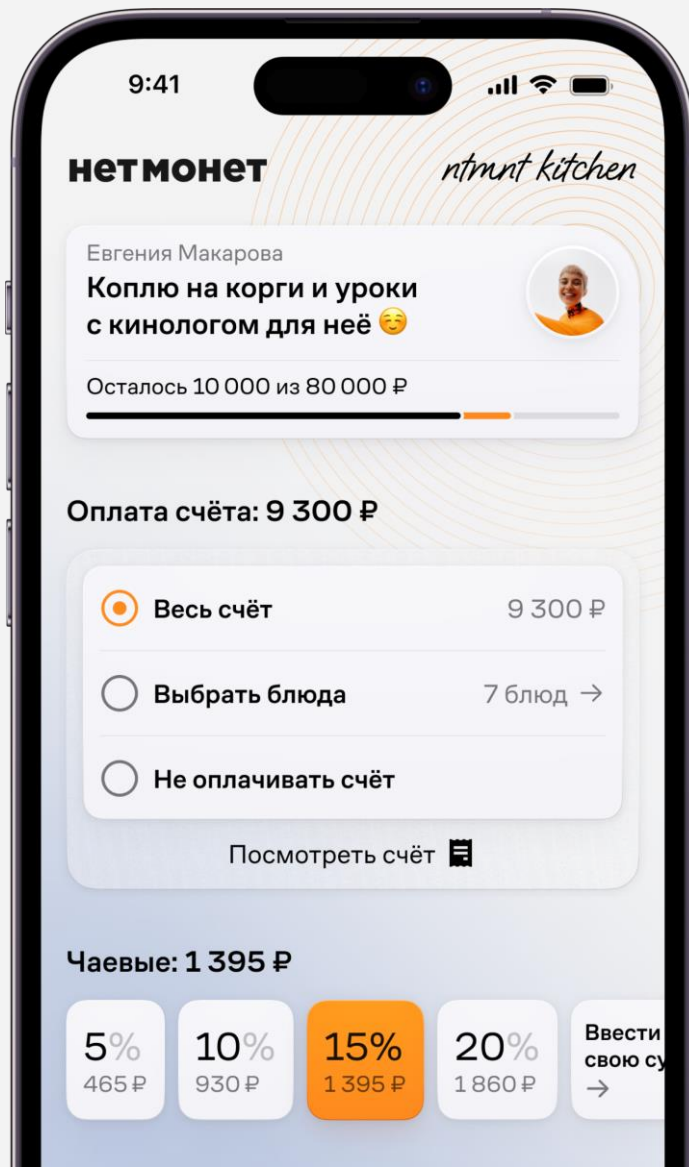 9:41
нетмонет
ntmnt kitchen
Евгения Макарова
Коплю на корги и уроки
с кинологом для неё ☺️
Осталось 10 000 из 80 000 ₽
Оплата счёта: 9 300 ₽
Весь счёт 9 300 ₽
Выбрать блюда 7 блюд →
Не оплачивать счёт
Посмотреть счёт
Чаевые: 1 395 ₽
5% 10% 15% 20%
465 ₽ 930 ₽ 1 395 ₽ 1 860 ₽
Ввести
свою су
→